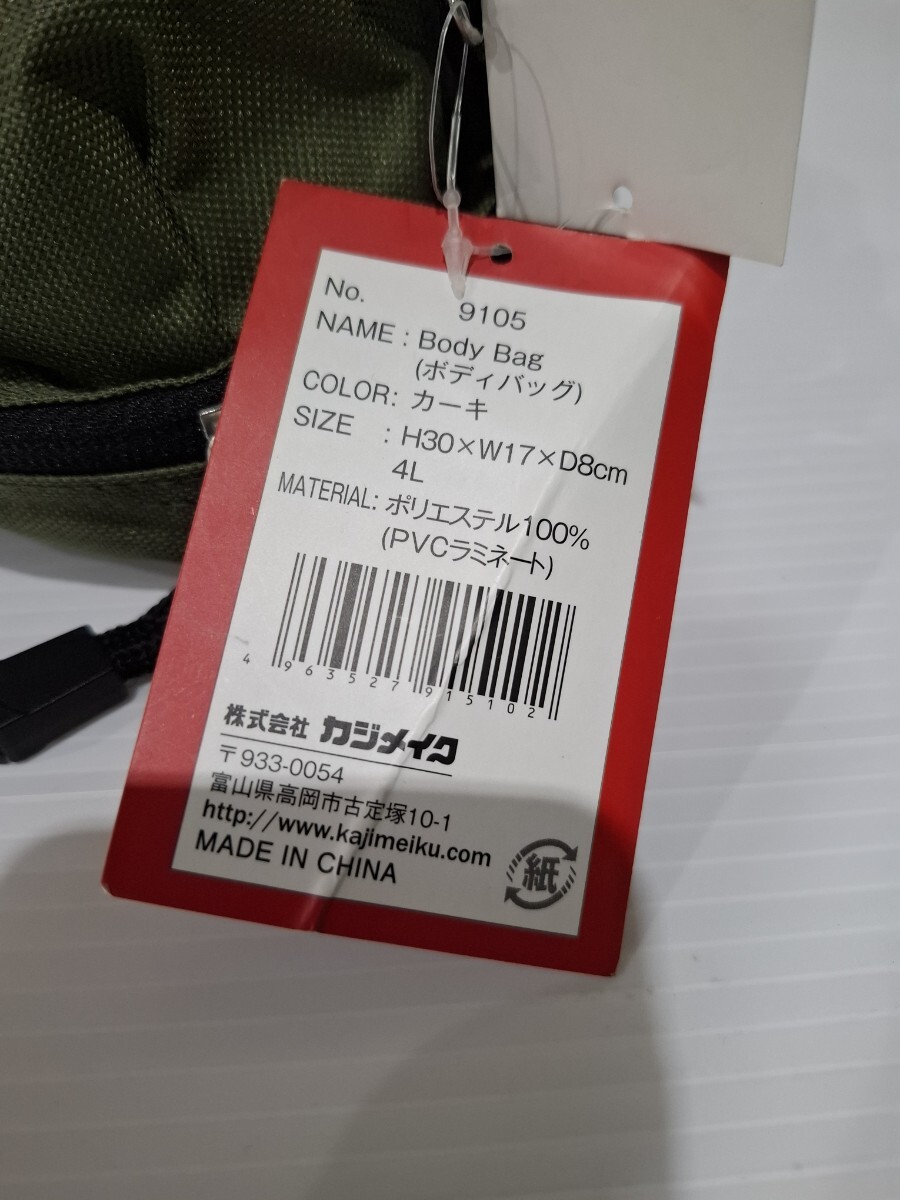 No. 9105
NAME : Body Bag
(ボディバッグ)
COLOR: カーキ
SIZE : H30×W17×D8cm
4L
MATERIAL: ポリエステル100%
(PVCラミネート)
4 963527 915102
株式会社 カジメイク
〒933-0054
富山県高岡市古定塚10-1
http://www.kajimeiku.com
MADE IN CHINA
紙